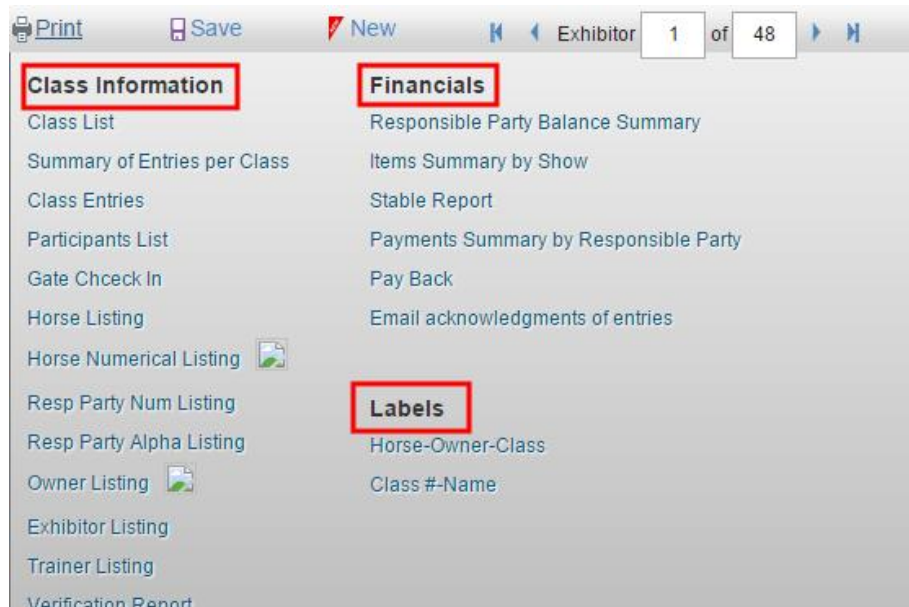 Print Save New Exhibitor 1 of 48
Class Information
Class List
Summary of Entries per Class
Class Entries
Participants List
Gate Chceck In
Horse Listing
Horse Numerical Listing
Resp Party Num Listing
Resp Party Alpha Listing
Owner Listing
Exhibitor Listing
Trainer Listing
Verification Report
Financials
Responsible Party Balance Summary
Items Summary by Show
Stable Report
Payments Summary by Responsible Party
Pay Back
Email acknowledgments of entries
Labels
Horse-Owner-Class
Class #-Name